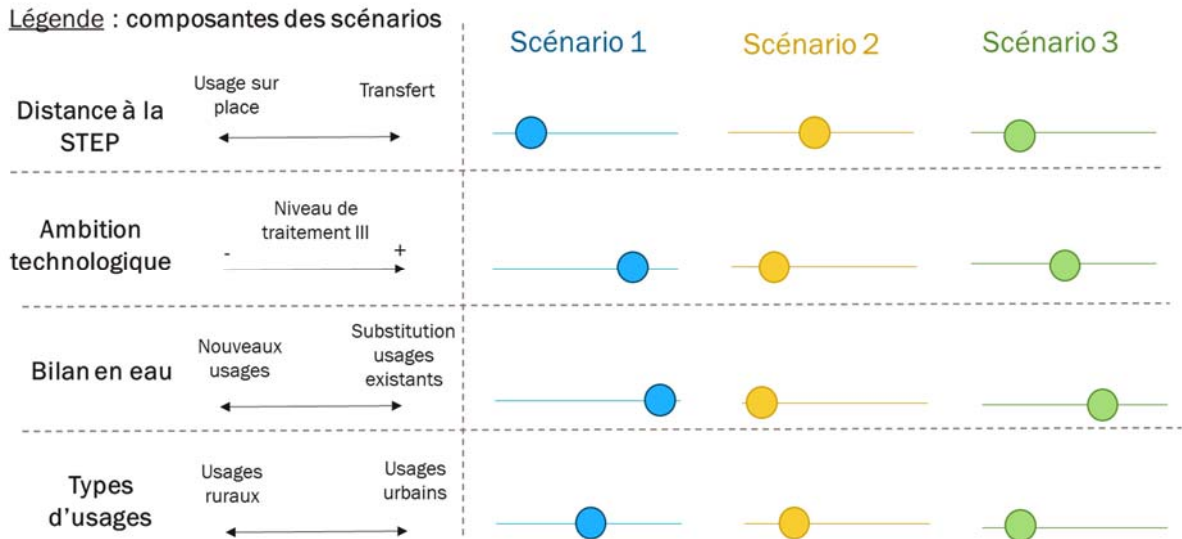 Légende : composantes des scénarios
Scénario 1
Scénario 2
Scénario 3
Distance à la
STEP
Usage sur
place
Transfert
Ambition
technologique
Niveau de
traitement III
-
+
Bilan en eau
Nouveaux
usages
Substitution
usages
existants
Types
d'usages
Usages
ruraux
Usages
urbains